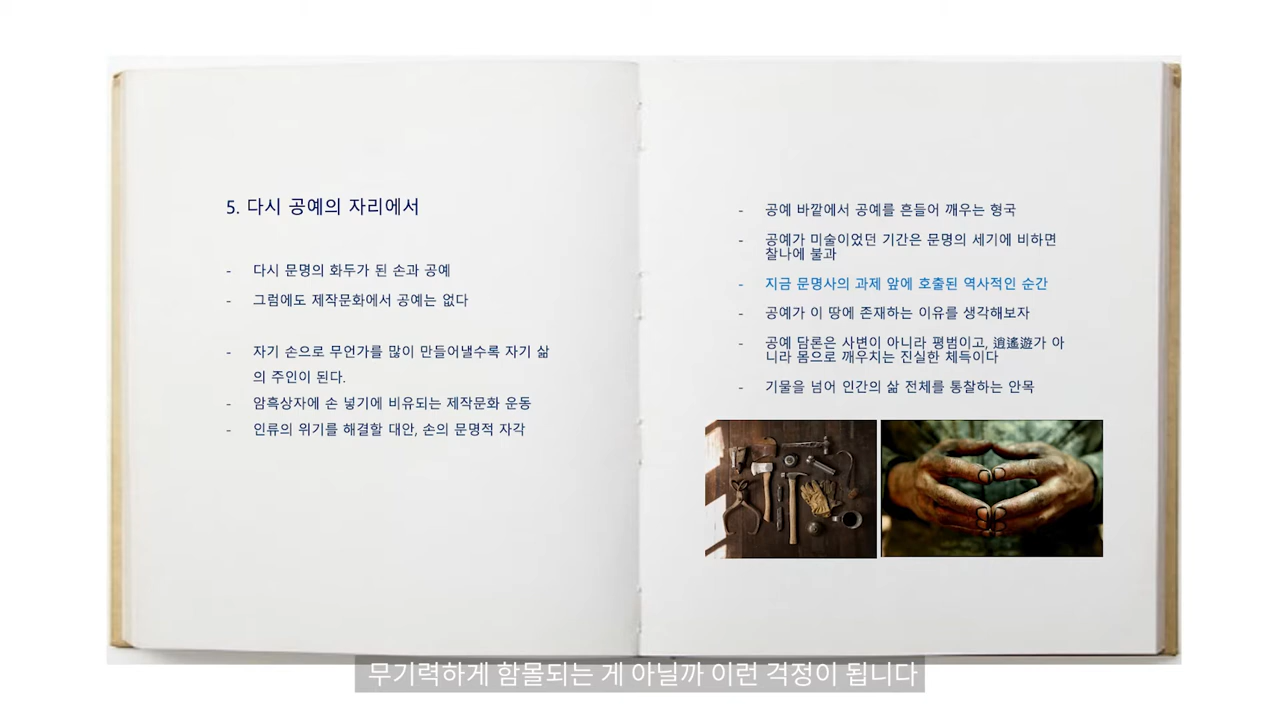 5. 다시 공예의 자리에서
- 다시 문명의 화두가 된 손과 공예
- 그럼에도 제작문화에서 공예는 없다
- 자기 손으로 무언가를 많이 만들어낼수록 자기 삶
의 주인이 된다.
- 암흑상자에 손 넣기에 비유되는 제작문화 운동
- 인류의 위기를 해결할 대안, 손의 문명적 자각
- 공예 바깥에서 공예를 흔들어 깨우는 형국
- 공예가 미술이었던 기간은 문명의 세기에 비하면
찰나에 불과
- 지금 문명사의 과제 앞에 호출된 역사적인 순간
- 공예가 이 땅에 존재하는 이유를 생각해보자
- 공예 담론은 사변이 아니라 평범이고, 逍遙遊가 아
니라 몸으로 깨우치는 진실한 체득이다
- 기물을 넘어 인간의 삶 전체를 통찰하는 안목
무기력하게 함몰되는 게 아닐까 이런 걱정이 됩니다